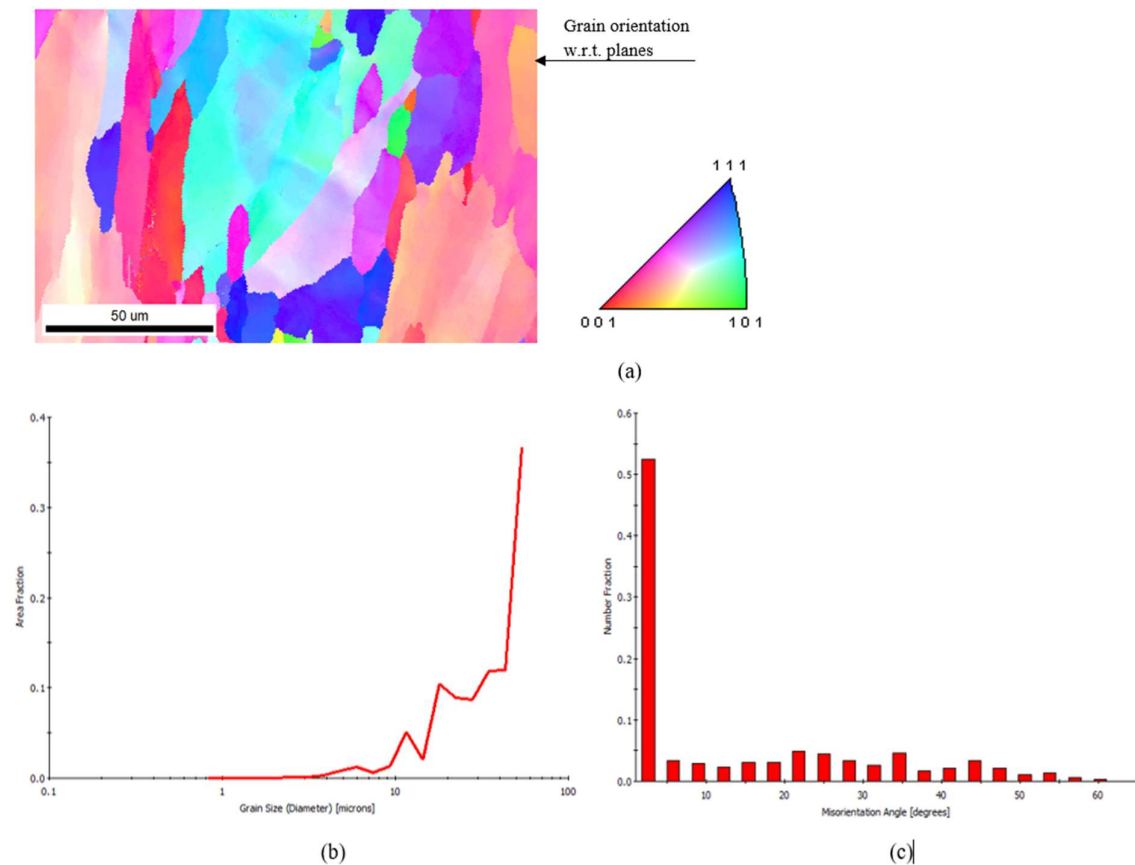 Grain orientation
w.r.t. planes
50 um
1 1 1
0 0 1
1 0 1
(a)
0.4
0.3
0.2
0.1
0.0
Area Fraction
0.1
1
10
100
Grain Size (Diameter) [microns]
(b)
0.6
0.5
0.4
0.3
0.2
0.1
0.0
Number Fraction
10
20
30
40
50
60
Misorientation Angle [degrees]
(c)